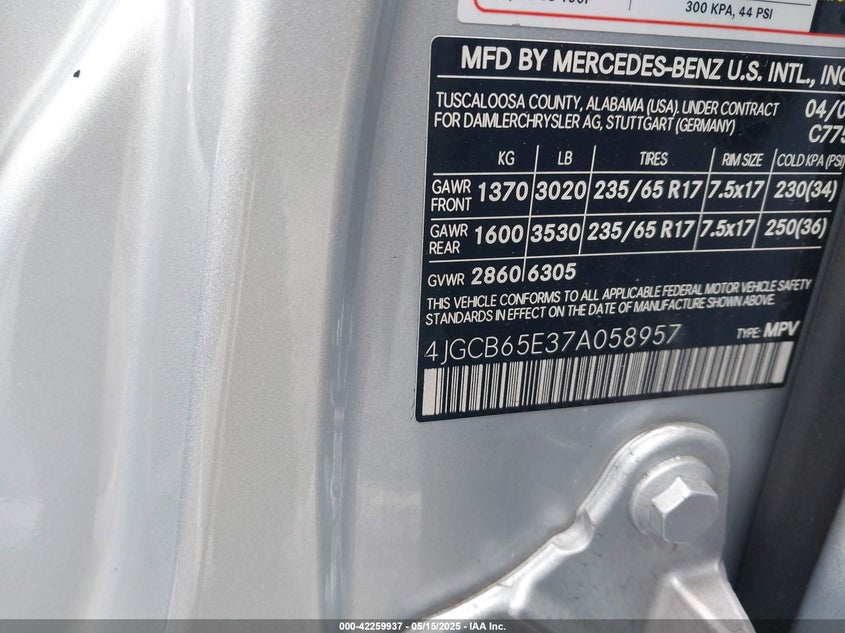 300 KPA, 44 PSI
MFD BY MERCEDES-BENZ U.S. INTL., INC
TUSCALOOSA COUNTY, ALABAMA (USA). UNDER CONTRACT 04/0
FOR DAIMLERCHRYSLER AG, STUTTGART (GERMANY) C775
KG LB TIRES RIM SIZE COLD KPA (PSI)
GAWR FRONT 1370 3020 235/65 R17 7.5x17 230(34)
GAWR REAR 1600 3530 235/65 R17 7.5x17 250(36)
GVWR 2860 6305
THIS VEHICLE CONFORMS TO ALL APPLICABLE FEDERAL MOTOR VEHICLE SAFETY
STANDARDS IN EFFECT ON THE DATE OF MANUFACTURE SHOWN ABOVE.
4JGCB65E37A058957 TYPE: MPV
000-42259937 - 05/15/2025 - IAA Inc.